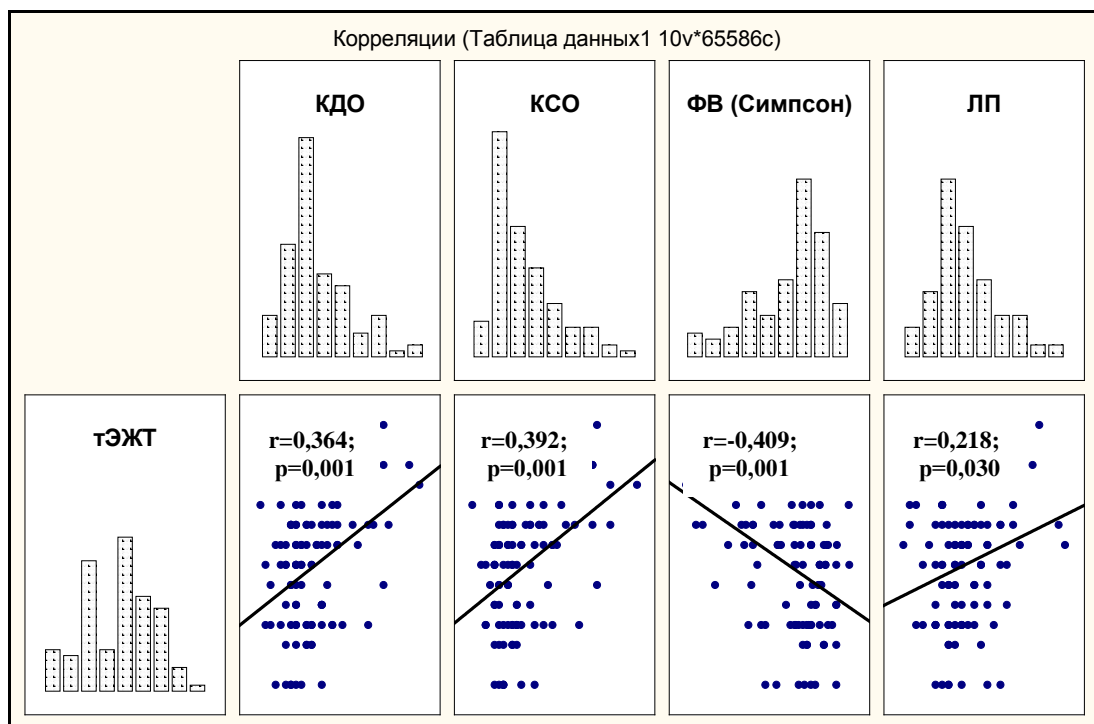 Корреляции (Таблица данных1 10v*65586c)
КДО
КСО
ФВ (Симпсон)
ЛП
тЭЖТ
r=0,364;
p=0,001
r=0,392;
p=0,001
r=-0,409;
p=0,001
r=0,218;
p=0,030